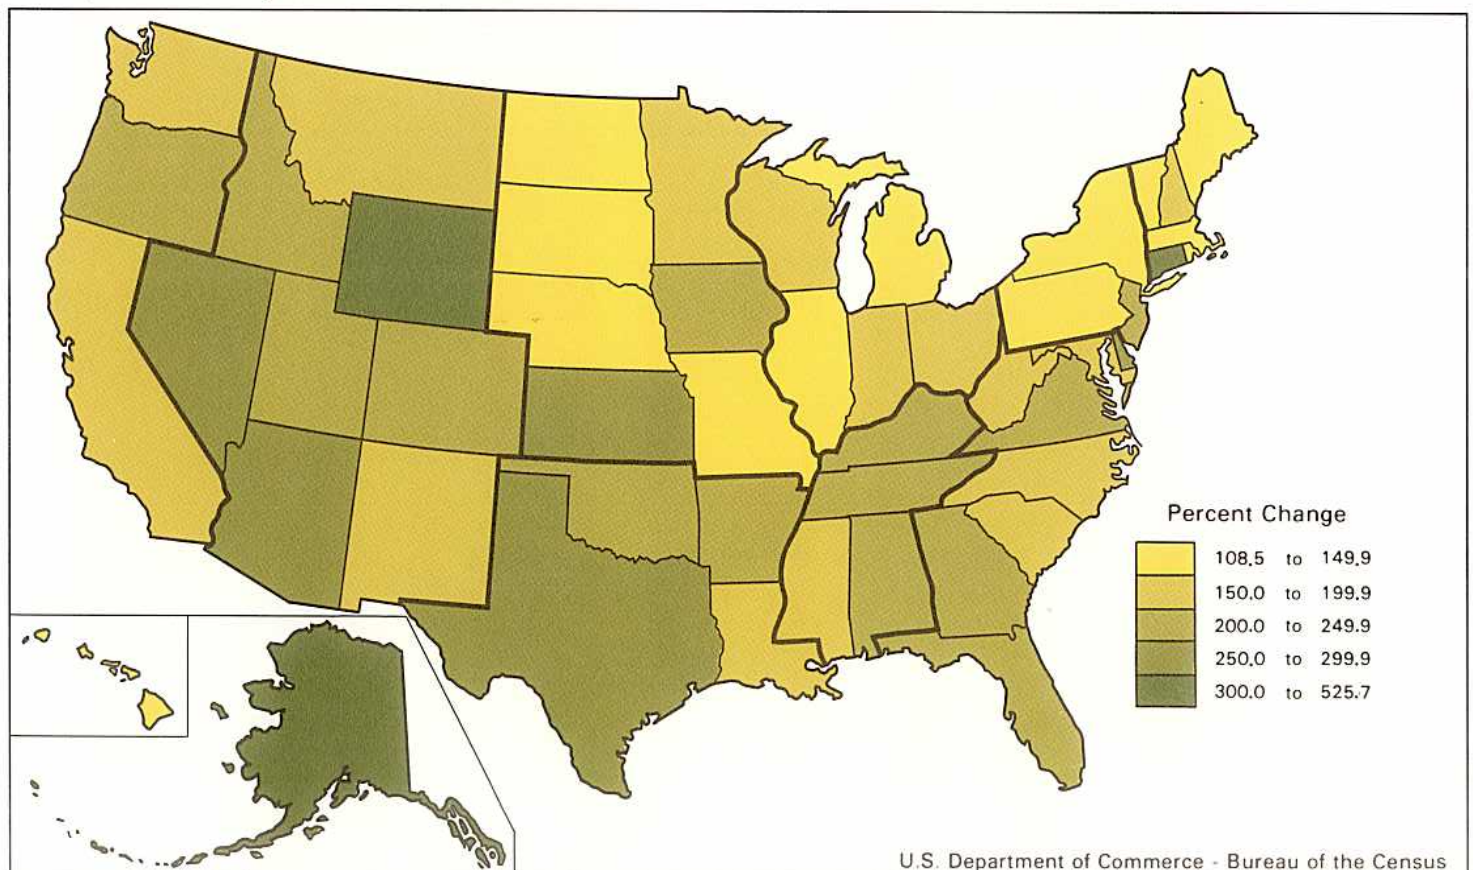 Percent Change
108.5 to 149.9
150.0 to 199.9
200.0 to 249.9
250.0 to 299.9
300.0 to 525.7
U.S. Department of Commerce - Bureau of the Census